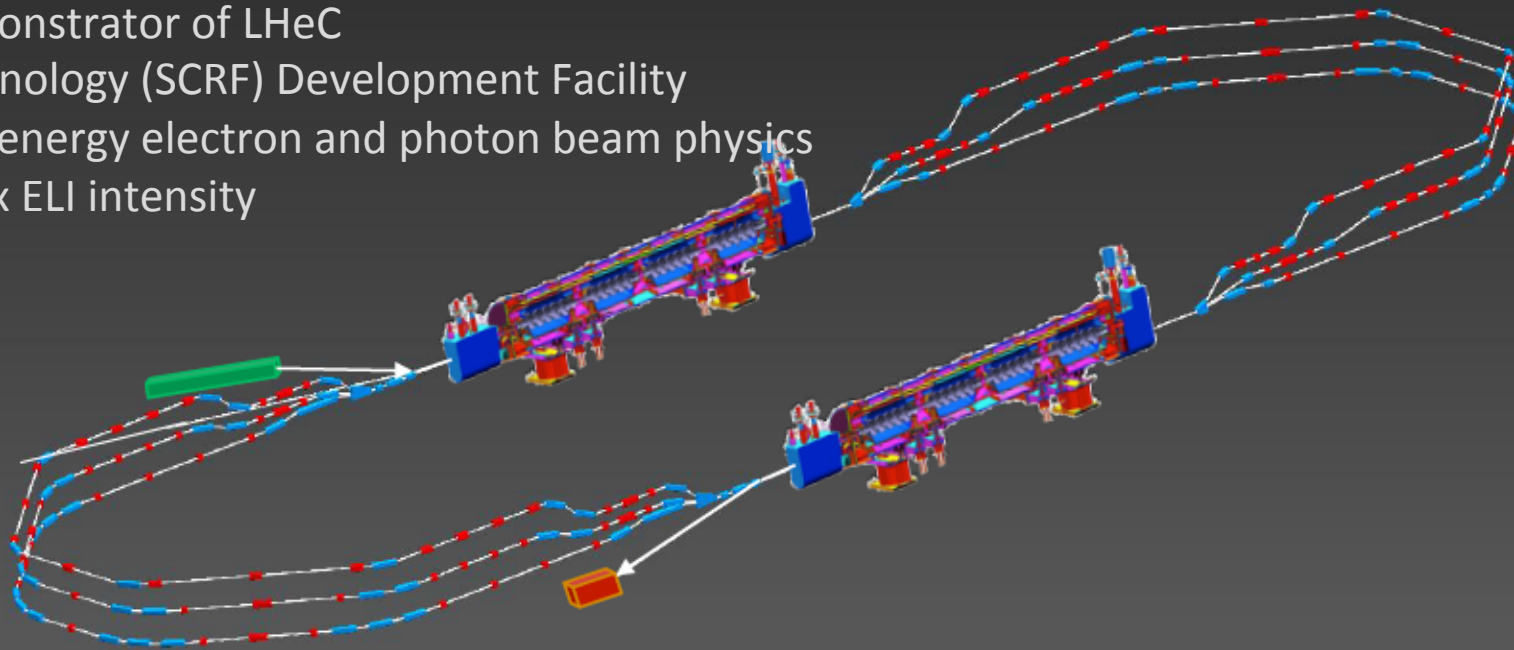 onstrator of LHeC
nology (SCRF) Development Facility
energy electron and photon beam physics
x ELI intensity